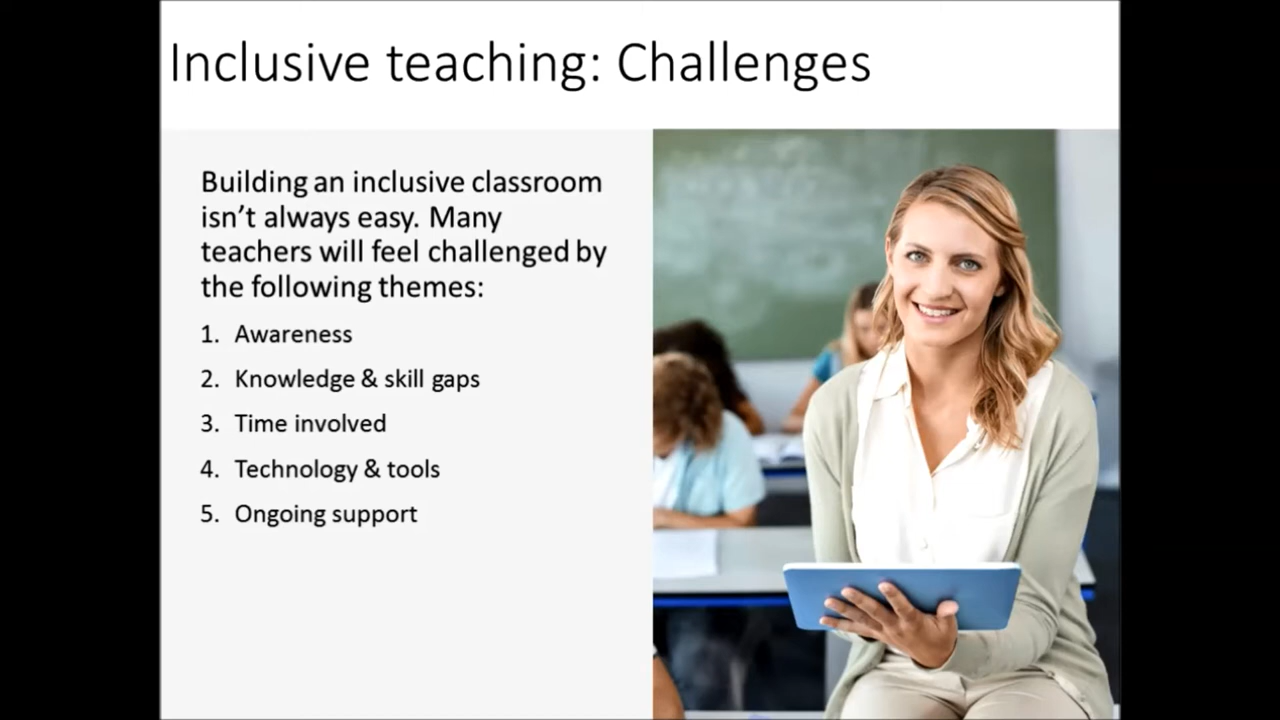 Inclusive teaching: Challenges
Building an inclusive classroom
isn't always easy. Many
teachers will feel challenged by
the following themes:
1. Awareness
2. Knowledge & skill gaps
3. Time involved
4. Technology & tools
5. Ongoing support